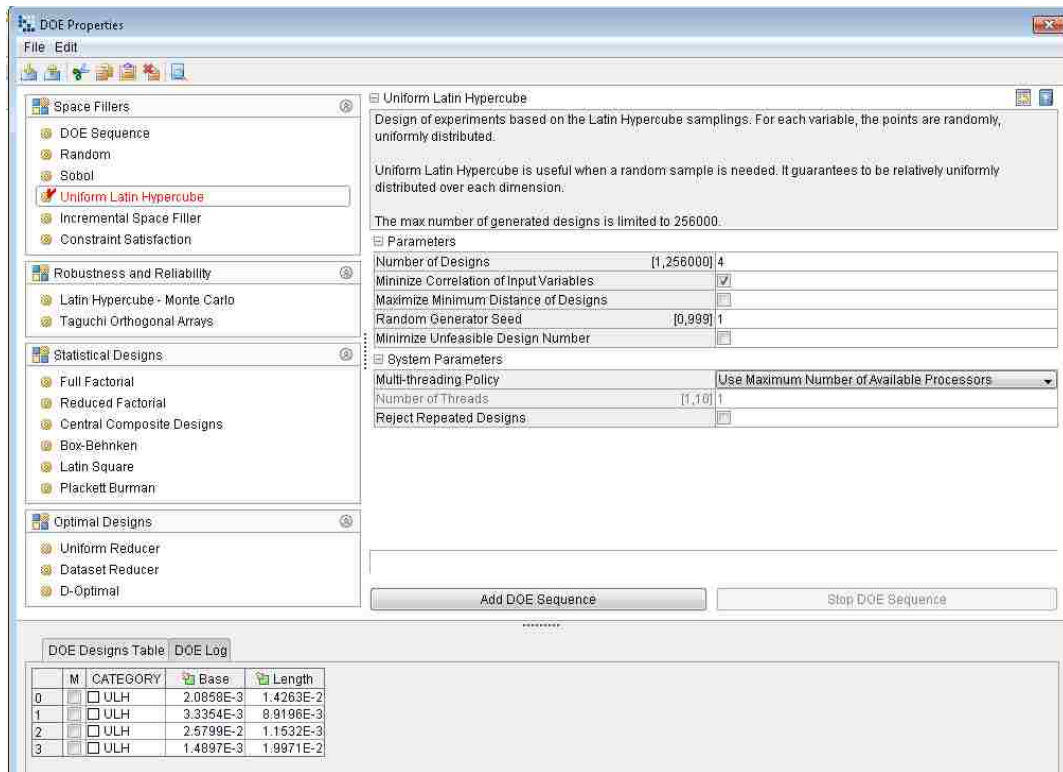 DOE Properties
File Edit
Space Fillers
DOE Sequence
Random
Sobol
Uniform Latin Hypercube
Incremental Space Filler
Constraint Satisfaction
Robustness and Reliability
Latin Hypercube - Monte Carlo
Taguchi Orthogonal Arrays
Statistical Designs
Full Factorial
Reduced Factorial
Central Composite Designs
Box-Behnken
Latin Square
Plackett Burman
Optimal Designs
Uniform Reducer
Dataset Reducer
D-Optimal
Uniform Latin Hypercube
Design of experiments based on the Latin Hypercube samplings. For each variable, the points are randomly,
uniformly distributed.
Uniform Latin Hypercube is useful when a random sample is needed. It guarantees to be relatively uniformly
distributed over each dimension.
The max number of generated designs is limited to 256000.
Parameters
Number of Designs [1,256000] 4
Mininize Correlation of Input Variables
Maximize Minimum Distance of Designs
Random Generator Seed [0,999] 1
Minimize Unfeasible Design Number
System Parameters
Multi-threading Policy Use Maximum Number of Available Processors
Number of Threads [1,10] 1
Reject Repeated Designs
Add DOE Sequence Stop DOE Sequence
DOE Designs Table DOE Log
M CATEGORY Base Length
0 ULH 2.0858E-3 1.4263E-2
1 ULH 3.3354E-3 8.9196E-3
2 ULH 2.5799E-2 1.1532E-3
3 ULH 1.4897E-3 1.9971E-2